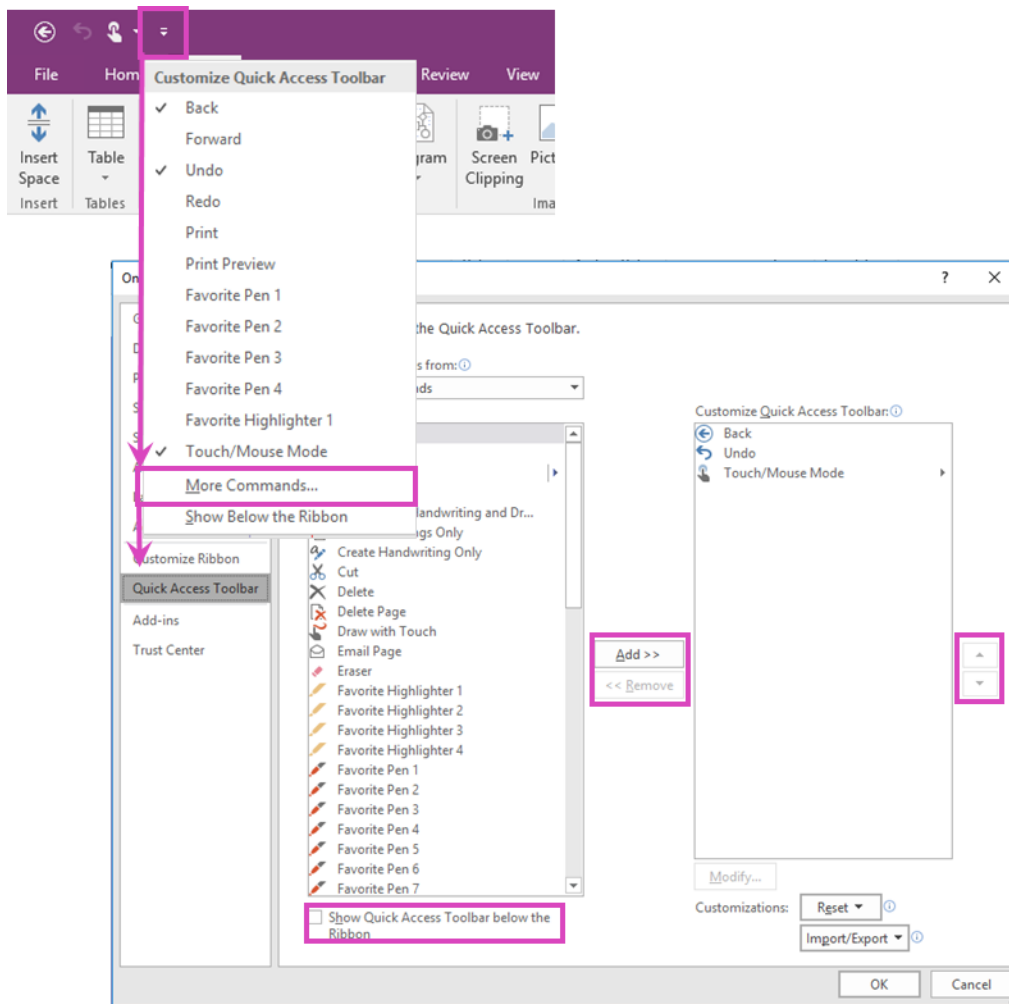 File Hom Review View
Customize Quick Access Toolbar
Back
Forward
Undo
Redo
Print
Print Preview
Favorite Pen 1
Favorite Pen 2
Favorite Pen 3
Favorite Pen 4
Favorite Highlighter 1
Touch/Mouse Mode
More Commands...
Show Below the Ribbon
Insert
Space
Insert
Table
Tables
gram
Screen
Clipping
Pict
Ima
On
? 
the Quick Access Toolbar.
s from:
ds
Customize Ribbon
Quick Access Toolbar
Add-ins
Trust Center
landwriting and Dr...
gs Only
Create Handwriting Only
Cut
Delete
Delete Page
Draw with Touch
Email Page
Eraser
Favorite Highlighter 1
Favorite Highlighter 2
Favorite Highlighter 3
Favorite Highlighter 4
Favorite Pen 1
Favorite Pen 2
Favorite Pen 3
Favorite Pen 4
Favorite Pen 5
Favorite Pen 6
Favorite Pen 7
Show Quick Access Toolbar below the
Ribbon
Add >>
<< Remove
Customize Quick Access Toolbar:
Back
Undo
Touch/Mouse Mode
Modify...
Customizations: Reset
Import/Export
OK Cancel